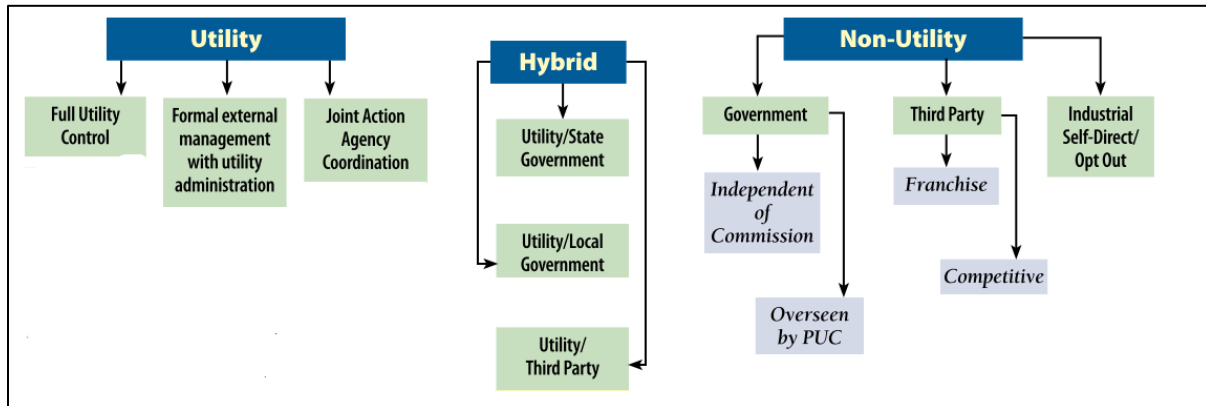 Utility
Full Utility
Control
Formal external
management
with utility
administration
Joint Action
Agency
Coordination
Hybrid
Utility/State
Government
Utility/Local
Government
Utility/
Third Party
Non-Utility
Government
Independent
of
Commission
Overseen
by PUC
Third Party
Franchise
Competitive
Industrial
Self-Direct/
Opt Out